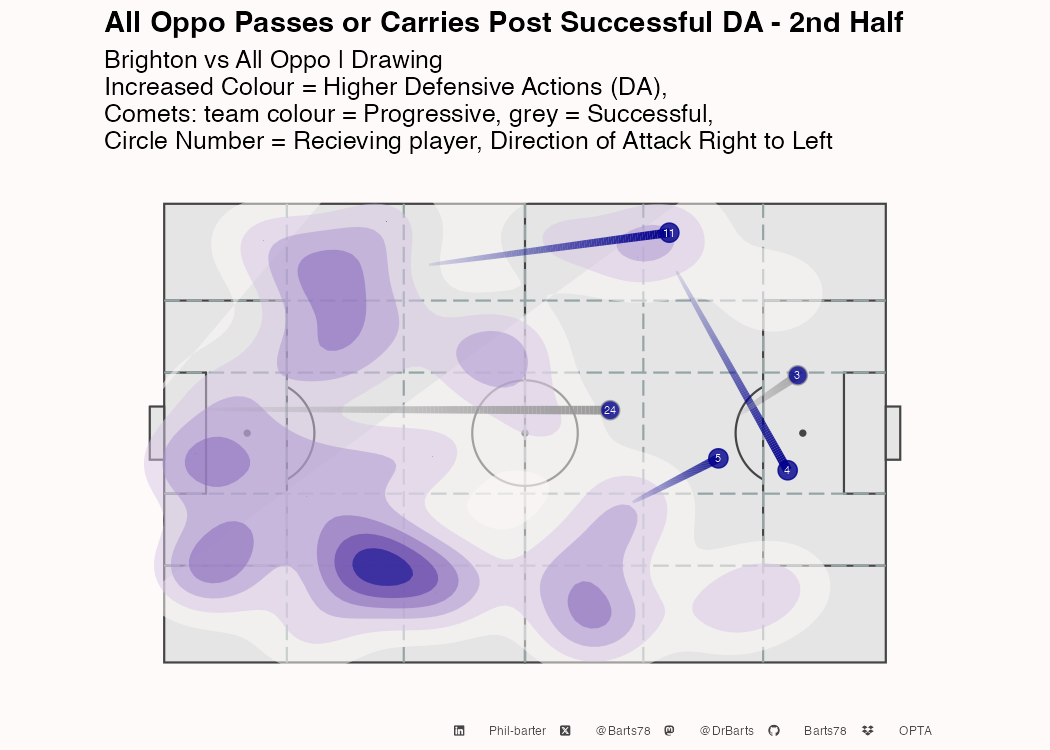 All Oppo Passes or Carries Post Successful DA - 2nd Half
Brighton vs All Oppo | Drawing
Increased Colour = Higher Defensive Actions (DA),
Comets: team colour = Progressive, grey = Successful,
Circle Number = Recieving player, Direction of Attack Right to Left
11
3
24
5
4
Phil-barter @Barts78 @DrBarts Barts78 OPTA